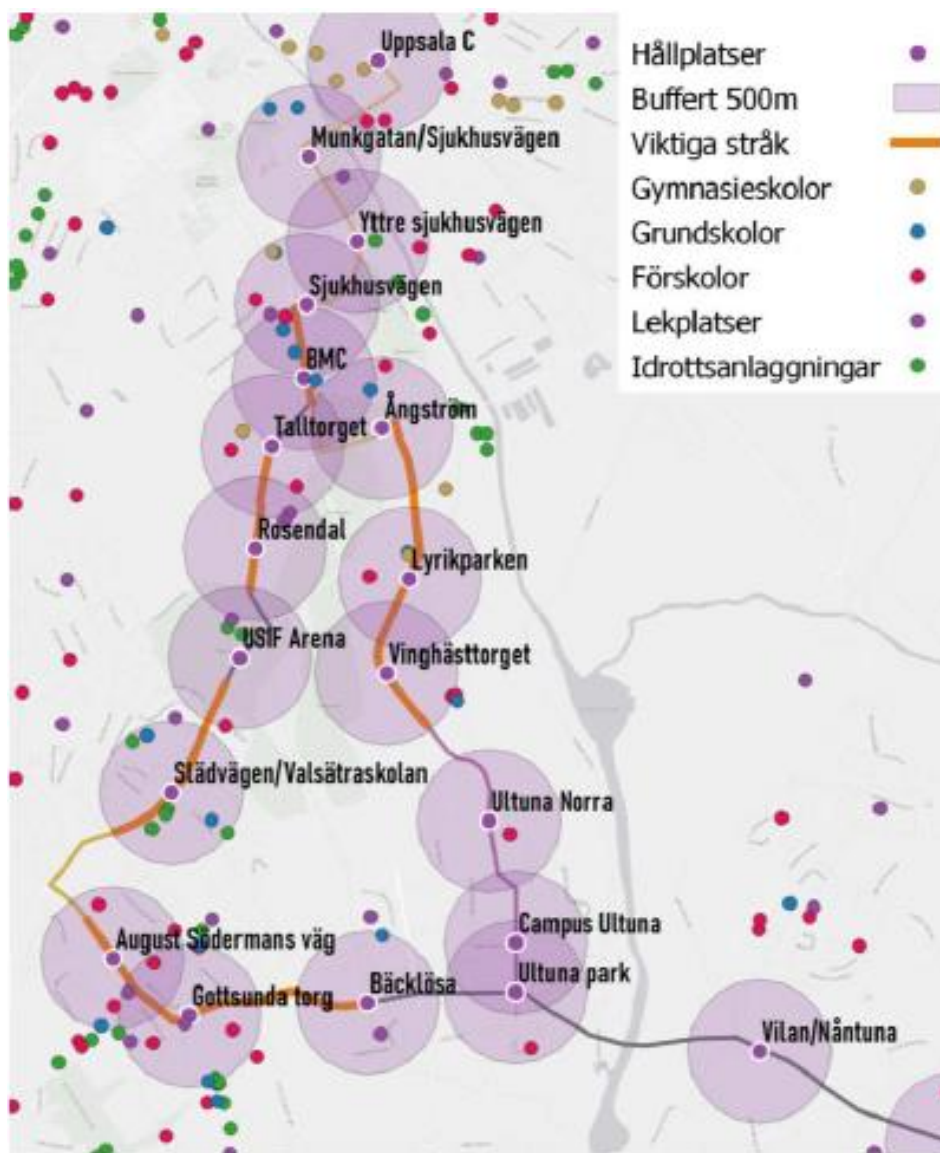 Uppsala C
Munkgatan/Sjukhusvägen
Yttre sjukhusvägen
Sjukhusvägen
BMC
Ångström
Talltorget
Rosendal
Lyrikparken
USIF Arena
Vinghästtorget
Slädvägen/Valsätraskolan
Ultuna Norra
August Södermans väg
Campus Ultuna
Ultuna park
Gottsunda torg
Bäcklösa
Vilan/Nåntuna
Hållplatser
Buffert 500m
Viktiga stråk
Gymnasieskolor
Grundskolor
Förskolor
Lekplatser
Idrottsanlaggningar